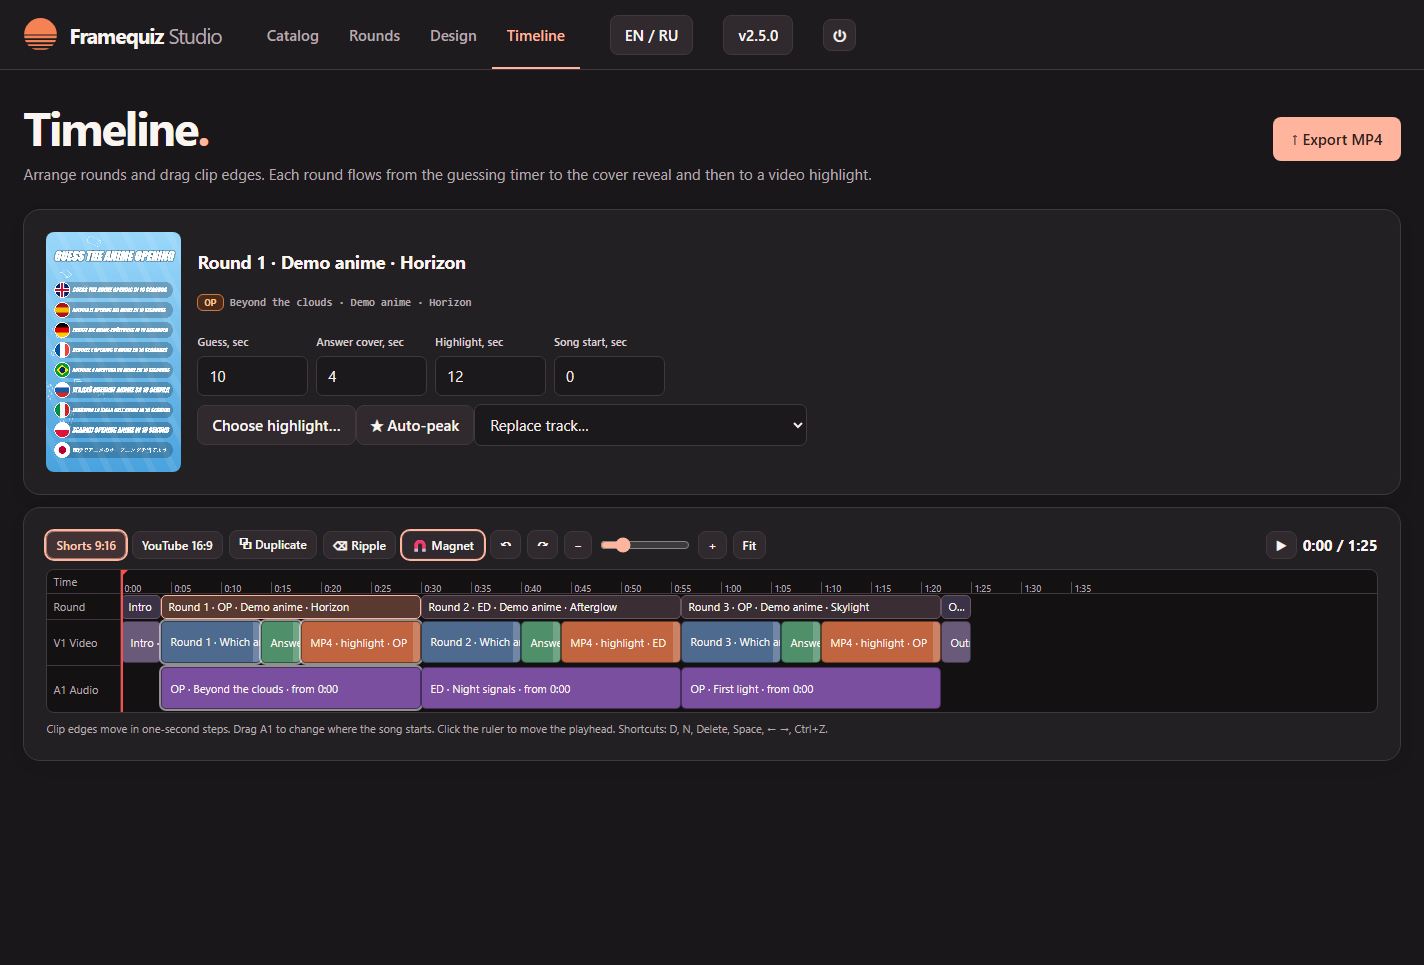 Framequiz Studio
Catalog
Rounds
Design
Timeline
EN / RU
v2.5.0
Timeline.
↑ Export MP4
Arrange rounds and drag clip edges. Each round flows from the guessing timer to the cover reveal and then to a video highlight.
GUESS THE ANIME OPENING
Round 1 · Demo anime · Horizon
OP Beyond the clouds · Demo anime · Horizon
Guess, sec
Answer cover, sec
Highlight, sec
Song start, sec
10
4
12
0
Choose highlight...
★ Auto-peak
Replace track...
Shorts 9:16
YouTube 16:9
Duplicate
Ripple
Magnet
−
+
Fit
0:00 / 1:25
Time
0:00 0:05 0:10 0:15 0:20 0:25 0:30 0:35 0:40 0:45 0:50 0:55 1:00 1:05 1:10 1:15 1:20 1:25 1:30 1:35
Round
Intro
Round 1 · OP · Demo anime · Horizon
Round 2 · ED · Demo anime · Afterglow
Round 3 · OP · Demo anime · Skylight
O...
V1 Video
Intro ·
Round 1 · Which a
Answe
MP4 · highlight · OP
Round 2 · Which a
Answe
MP4 · highlight · ED
Round 3 · Which a
Answe
MP4 · highlight · OP
Out
A1 Audio
OP · Beyond the clouds · from 0:00
ED · Night signals · from 0:00
OP · First light · from 0:00
Clip edges move in one-second steps. Drag A1 to change where the song starts. Click the ruler to move the playhead. Shortcuts: D, N, Delete, Space, ← →, Ctrl+Z.